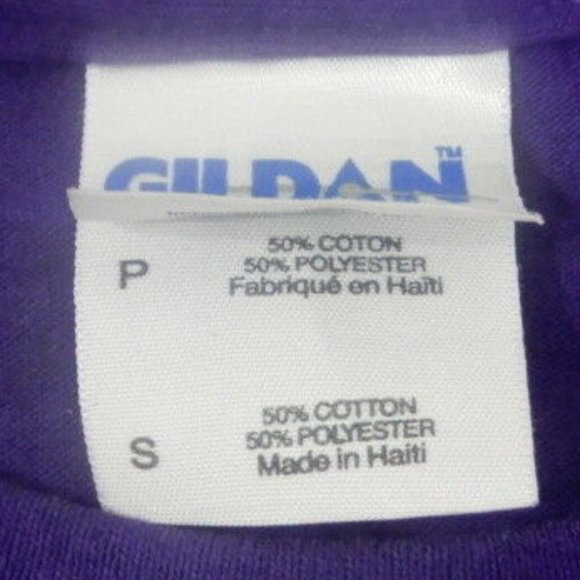 GILDAN™
P
50% COTON
50% POLYESTER
Fabriqué en Haïti
S
50% COTTON
50% POLYESTER
Made in Haiti